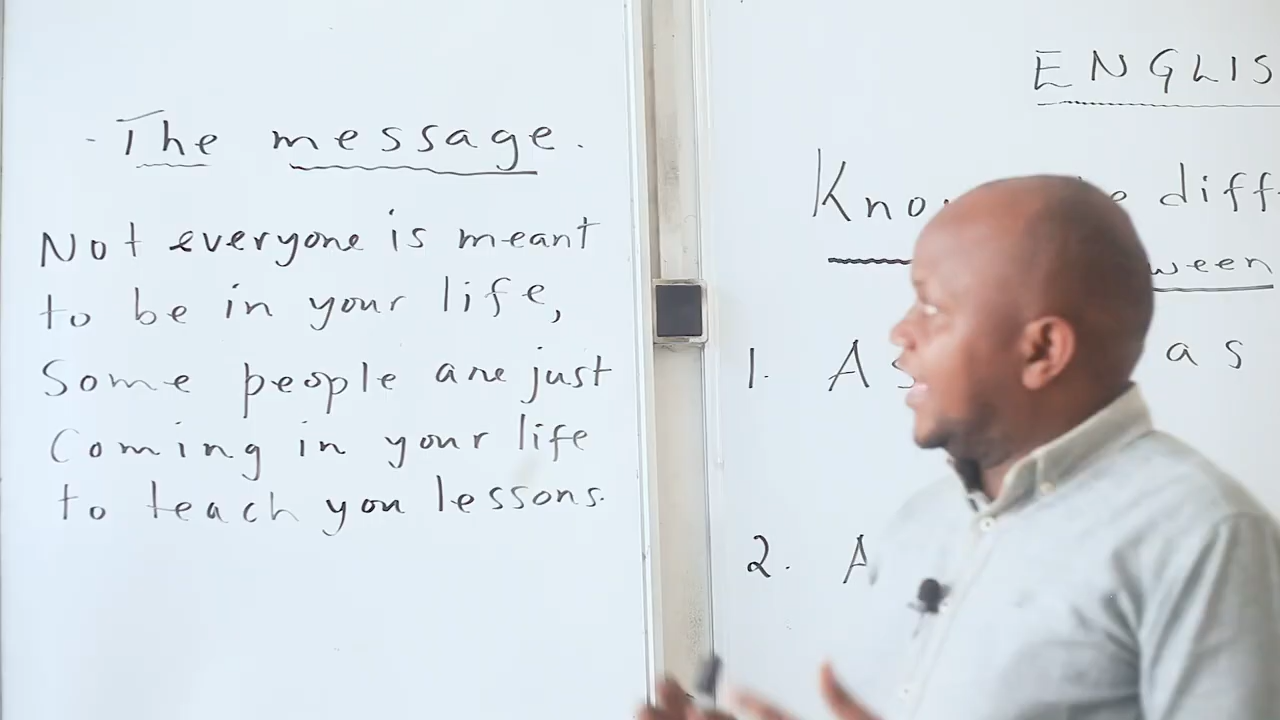 - The message.
Not everyone is meant
to be in your life,
Some people are just
Coming in your life
to teach you lessons.
ENGLIS
Kno diff
ween
1. As as
2. A